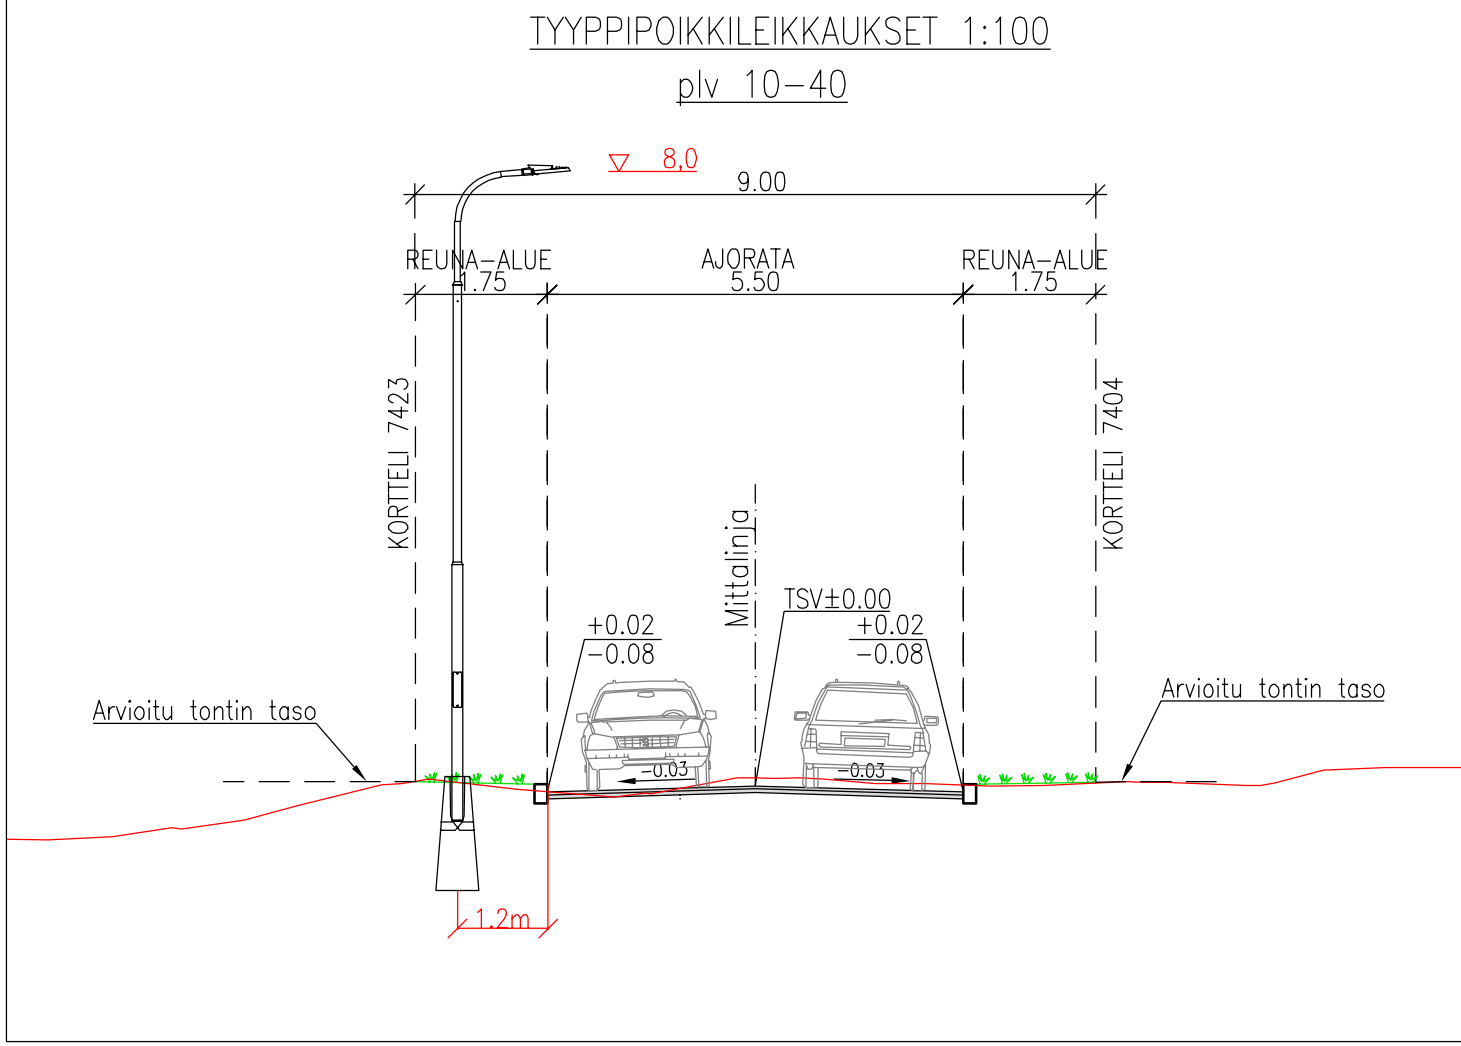 TYYPPIPOIKKILEIKKAUKSET 1:100
plv 10-40
8,0
9.00
REUNA-ALUE
1.75
AJORATA
5.50
REUNA-ALUE
1.75
KORTTELI 7423
KORTTELI 7404
Mittalinja
TSV±0.00
+0.02
-0.08
+0.02
-0.08
Arvioitu tontin taso
Arvioitu tontin taso
-0.03
-0.03
1.2m